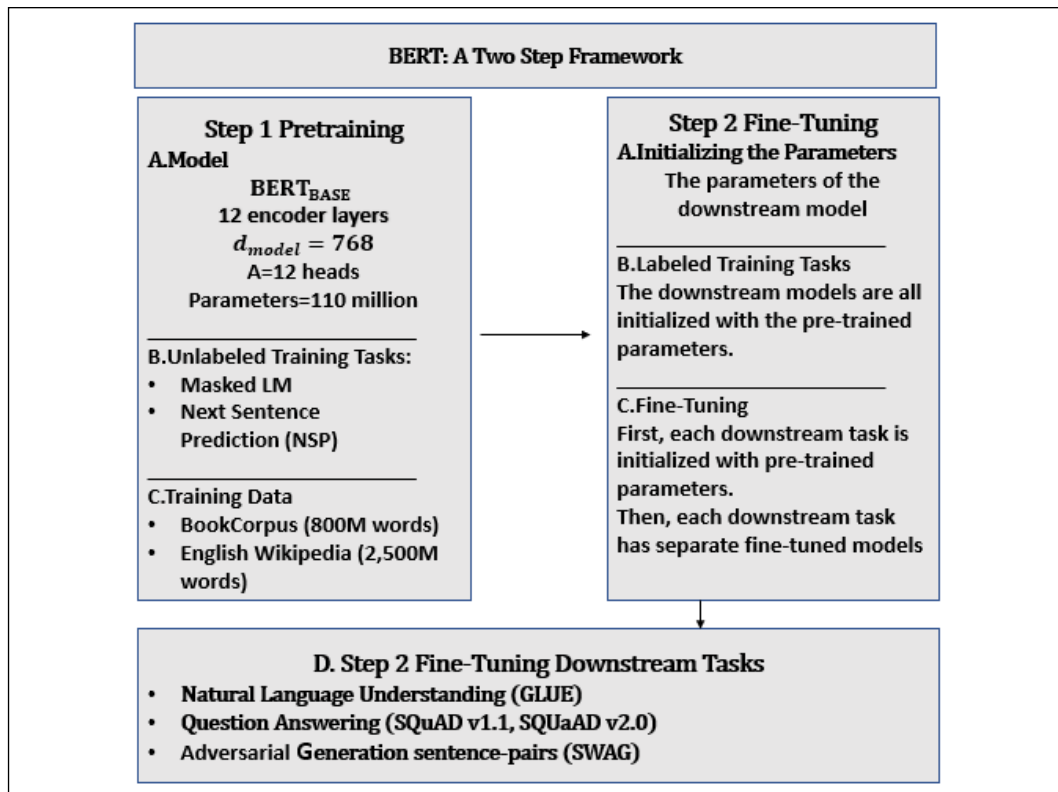 BERT: A Two Step Framework
Step 1 Pretraining
A.Model
BERT_BASE
12 encoder layers
d_model = 768
A=12 heads
Parameters=110 million
B.Unlabeled Training Tasks:
• Masked LM
• Next Sentence
Prediction (NSP)
C.Training Data
• BookCorpus (800M words)
• English Wikipedia (2,500M
words)
Step 2 Fine-Tuning
A.Initializing the Parameters
The parameters of the
downstream model
B.Labeled Training Tasks
The downstream models are all
initialized with the pre-trained
parameters.
C.Fine-Tuning
First, each downstream task is
initialized with pre-trained
parameters.
Then, each downstream task
has separate fine-tuned models
D. Step 2 Fine-Tuning Downstream Tasks
• Natural Language Understanding (GLUE)
• Question Answering (SQuAD v1.1, SQUaAD v2.0)
• Adversarial Generation sentence-pairs (SWAG)